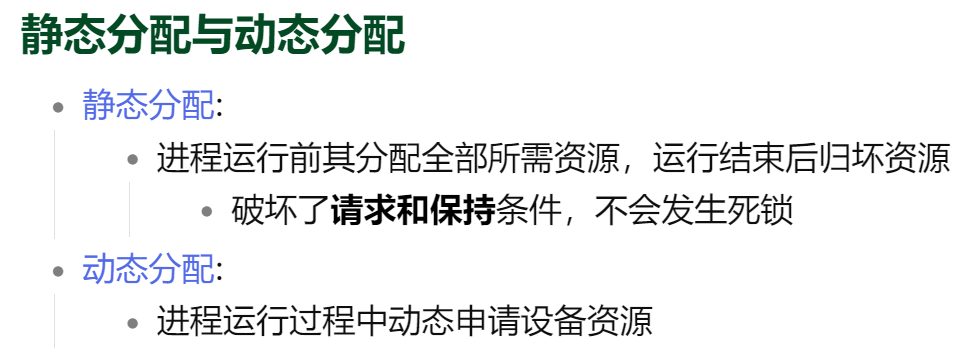 静态分配与动态分配
静态分配:
进程运行前其分配全部所需资源，运行结束后归坏资源
破坏了请求和保持条件，不会发生死锁
动态分配:
进程运行过程中动态申请设备资源